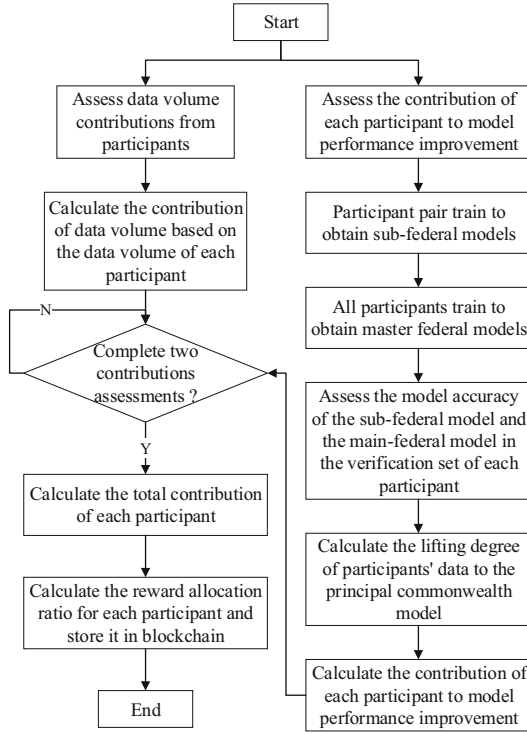 Start
Assess data volume
contributions from
participants
Calculate the contribution
of data volume based on
the data volume of each
participant
N
Complete two
contributions
assessments ?
Y
Calculate the total contribution
of each participant
Calculate the reward allocation
ratio for each participant and
store it in blockchain
End
Assess the contribution of
each participant to model
performance improvement
Participant pair train to
obtain sub-federal models
All participants train to
obtain master federal models
Assess the model accuracy
of the sub-federal model and
the main-federal model in
the verification set of each
participant
Calculate the lifting degree
of participants' data to the
principal commonwealth
model
Calculate the contribution of
each participant to model
performance improvement